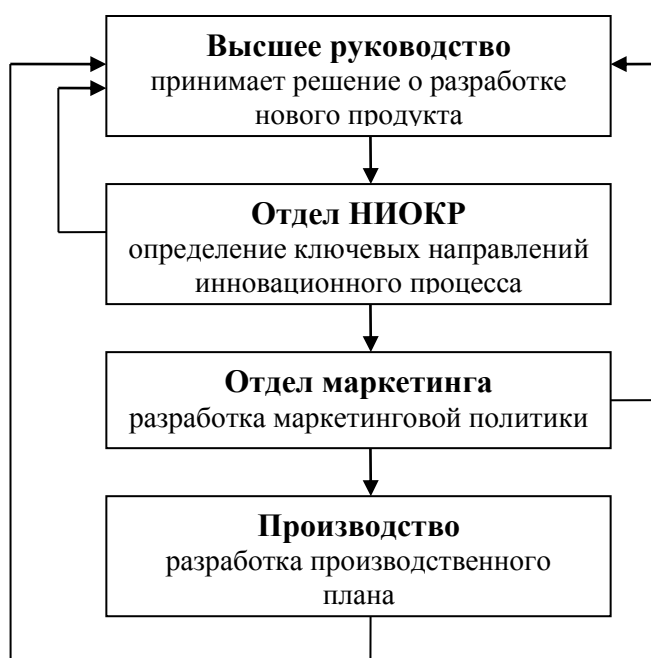 Высшее руководство
принимает решение о разработке
нового продукта
Отдел НИОКР
определение ключевых направлений
инновационного процесса
Отдел маркетинга
разработка маркетинговой политики
Производство
разработка производственного
плана